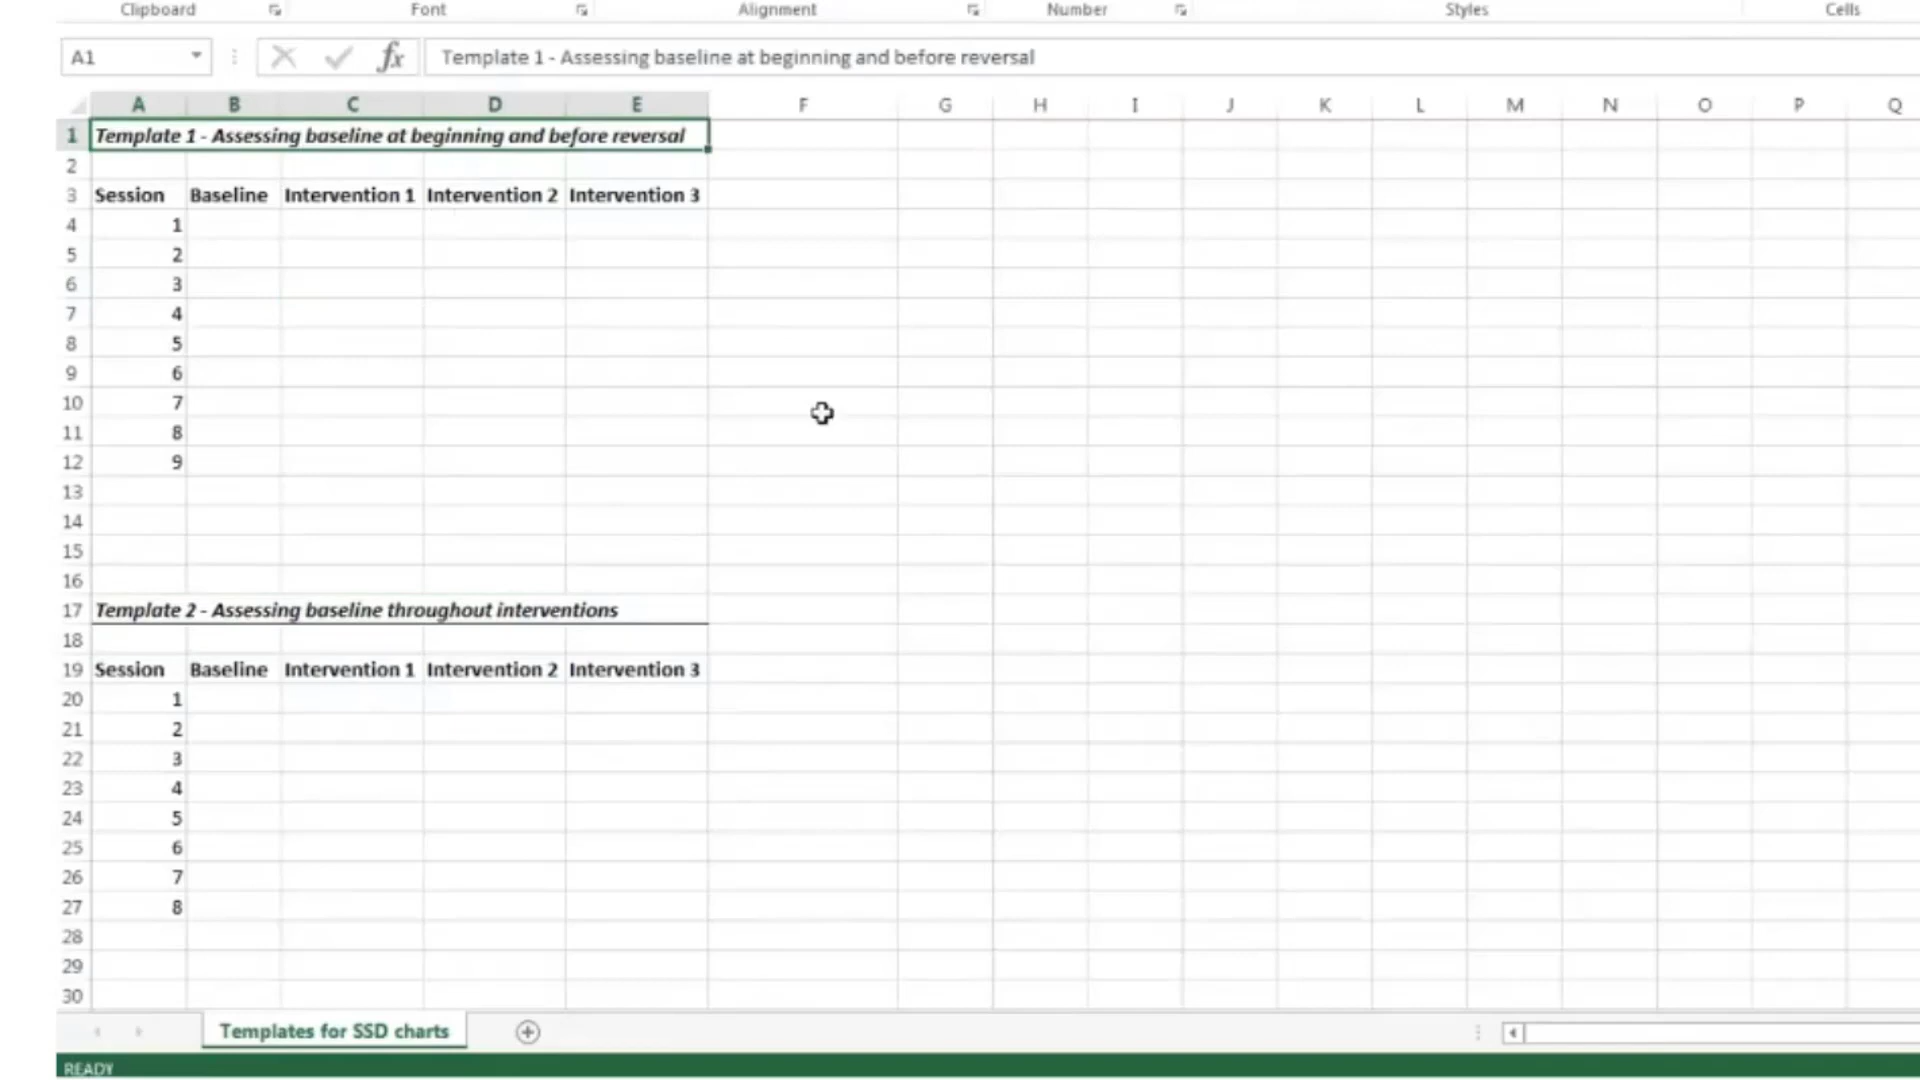 Clipboard Font Alignment Number Styles Cells
A1 fx Template 1 - Assessing baseline at beginning and before reversal
A B C D E F G H I J K L M N O P Q
1 Template 1 - Assessing baseline at beginning and before reversal
2
3 Session Baseline Intervention 1 Intervention 2 Intervention 3
4 1
5 2
6 3
7 4
8 5
9 6
10 7
11 8
12 9
13
14
15
16
17 Template 2 - Assessing baseline throughout interventions
18
19 Session Baseline Intervention 1 Intervention 2 Intervention 3
20 1
21 2
22 3
23 4
24 5
25 6
26 7
27 8
28
29
30
Templates for SSD charts
READY